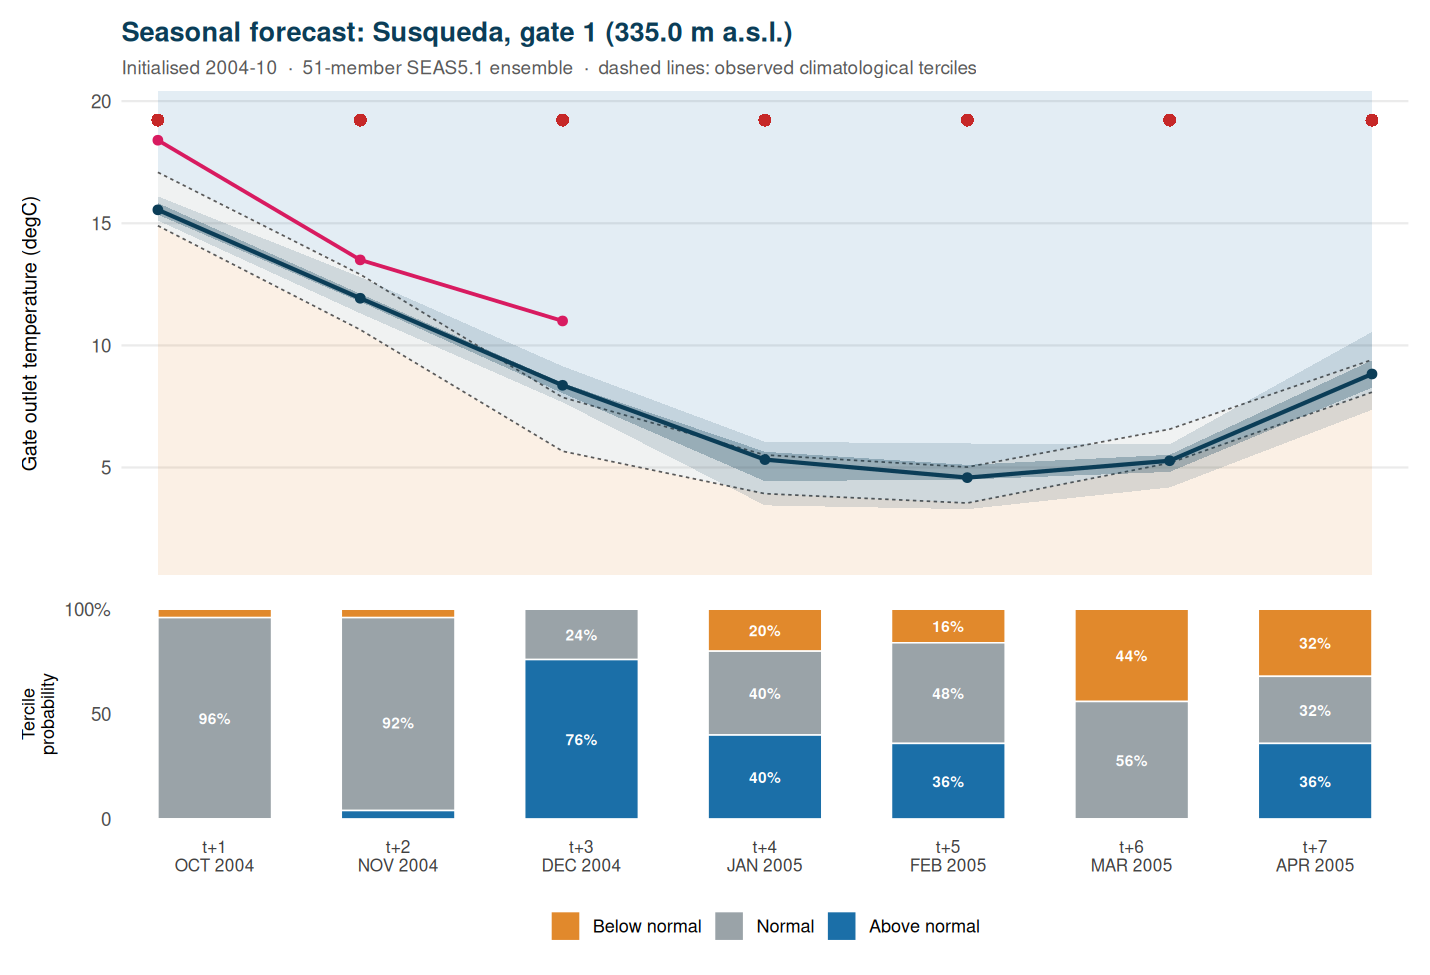 Seasonal forecast: Susqueda, gate 1 (335.0 m a.s.l.)
Initialised 2004-10 · 51-member SEAS5.1 ensemble · dashed lines: observed climatological terciles
Gate outlet temperature (degC)
20
15
10
5
Tercile
probability
100%
50
0
96%
92%
24%
76%
20%
40%
40%
16%
48%
36%
44%
56%
32%
32%
36%
t+1
OCT 2004
t+2
NOV 2004
t+3
DEC 2004
t+4
JAN 2005
t+5
FEB 2005
t+6
MAR 2005
t+7
APR 2005
Below normal
Normal
Above normal